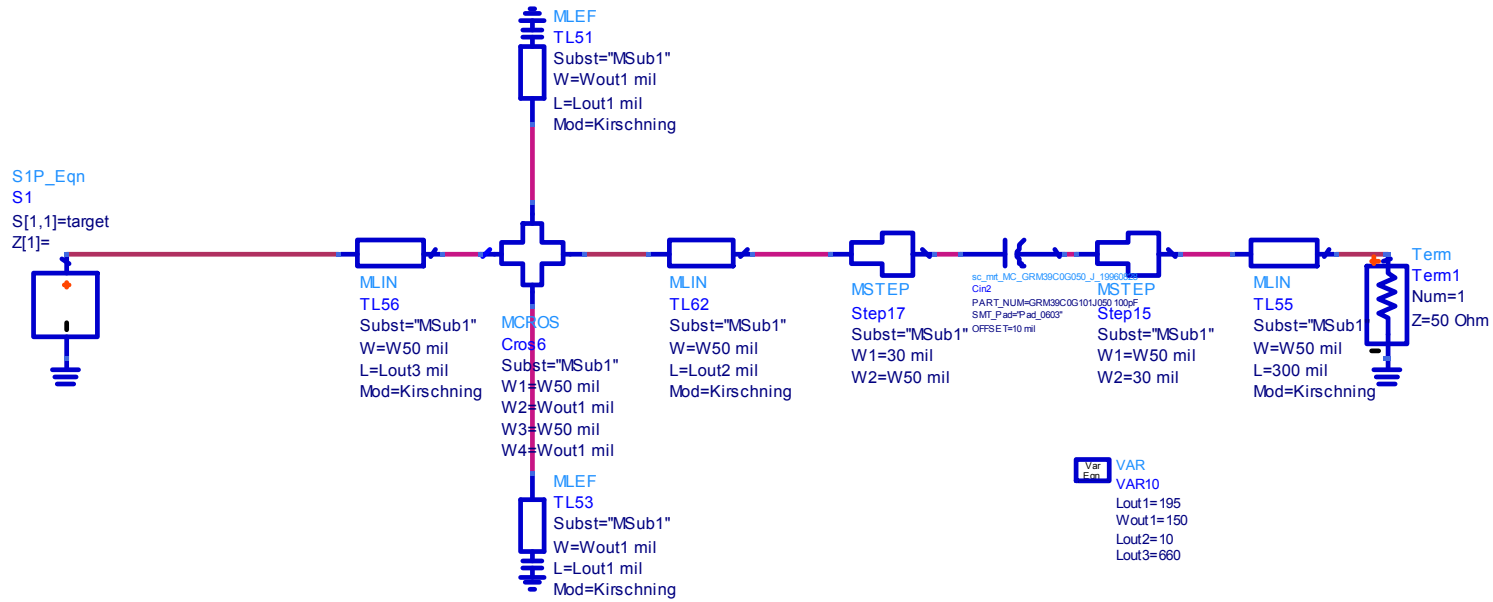 MLEF
TL51
Subst="MSub1"
W=Wout1 mil
L=Lout1 mil
Mod=Kirschning
S1P_Eqn
S1
S[1,1]=target
Z[1]=
MLIN
TL56
Subst="MSub1"
W=W50 mil
L=Lout3 mil
Mod=Kirschning
MCROS
Cros6
Subst="MSub1"
W1=W50 mil
W2=Wout1 mil
W3=W50 mil
W4=Wout1 mil
MLIN
TL62
Subst="MSub1"
W=W50 mil
L=Lout2 mil
Mod=Kirschning
MSTEP
Step17
Subst="MSub1"
W1=30 mil
W2=W50 mil
Cin2
PART_NUM=GRM39C0G101J050 100pF
SMT_Pad="Pad_0603"
OFFSET=10 mil
MSTEP
Step15
Subst="MSub1"
W1=W50 mil
W2=30 mil
MLIN
TL55
Subst="MSub1"
W=W50 mil
L=300 mil
Mod=Kirschning
Term
Term1
Num=1
Z=50 Ohm
MLEF
TL53
Subst="MSub1"
W=Wout1 mil
L=Lout1 mil
Mod=Kirschning
Var
Eqn
VAR
VAR10
Lout1=195
Wout1=150
Lout2=10
Lout3=660